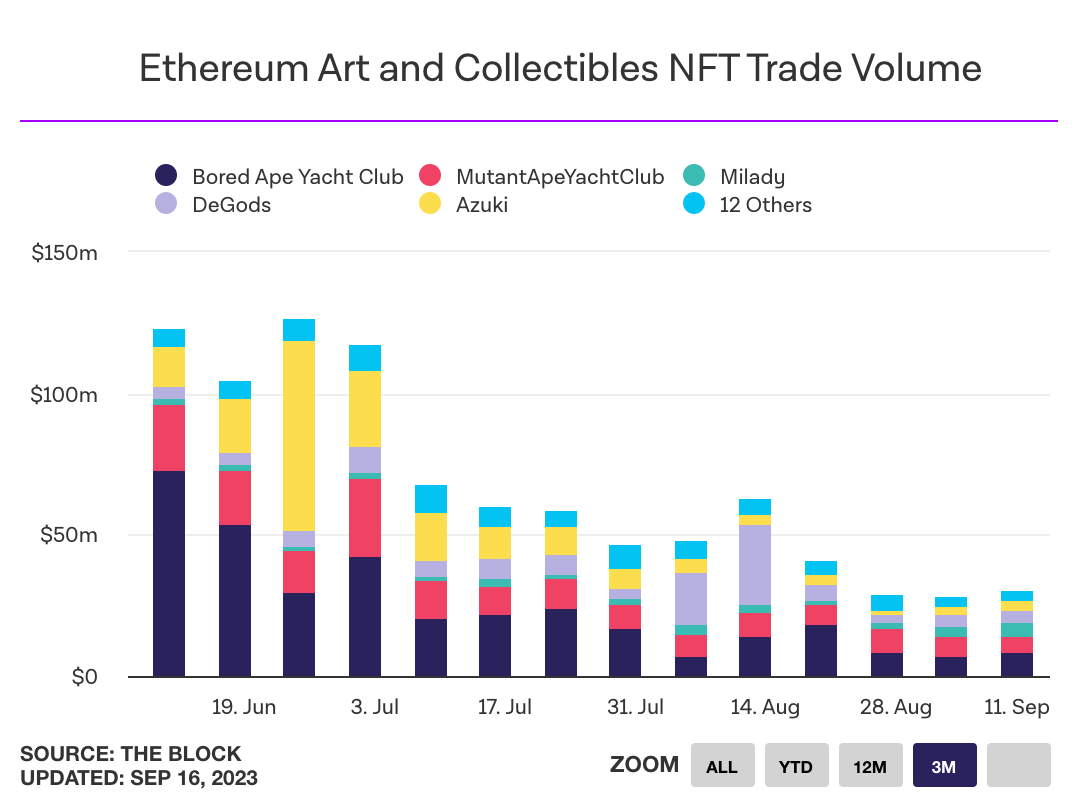 Ethereum Art and Collectibles NFT Trade Volume
Bored Ape Yacht Club MutantApeYachtClub Milady
DeGods Azuki 12 Others
$150m
$100m
$50m
$0
19. Jun 3. Jul 17. Jul 31. Jul 14. Aug 28. Aug 11. Sep
SOURCE: THE BLOCK
UPDATED: SEP 16, 2023
ZOOM ALL YTD 12M 3M